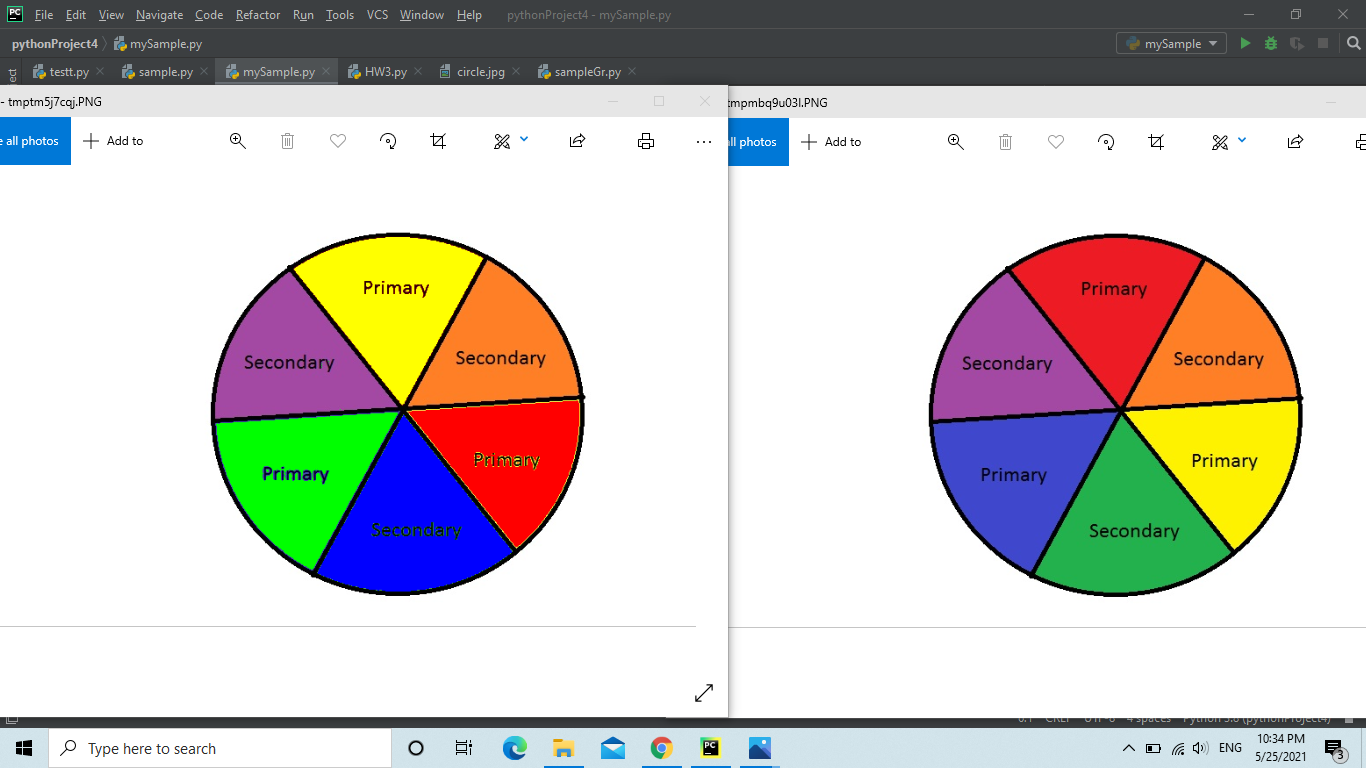 PC File Edit View Navigate Code Refactor Run Tools VCS Window Help pythonProject4 - mySample.py
pythonProject4 mySample.py mySample
testt.py sample.py mySample.py HW3.py circle.jpg sampleGr.py
- tmptm5j7cqj.PNG
all photos Add to
Primary
Secondary
Secondary
Primary
Primary
Secondary
tmpmbq9u03l.PNG
all photos Add to
Primary
Secondary
Secondary
Primary
Primary
Secondary
Type here to search
PC
ENG
10:34 PM
5/25/2021
3